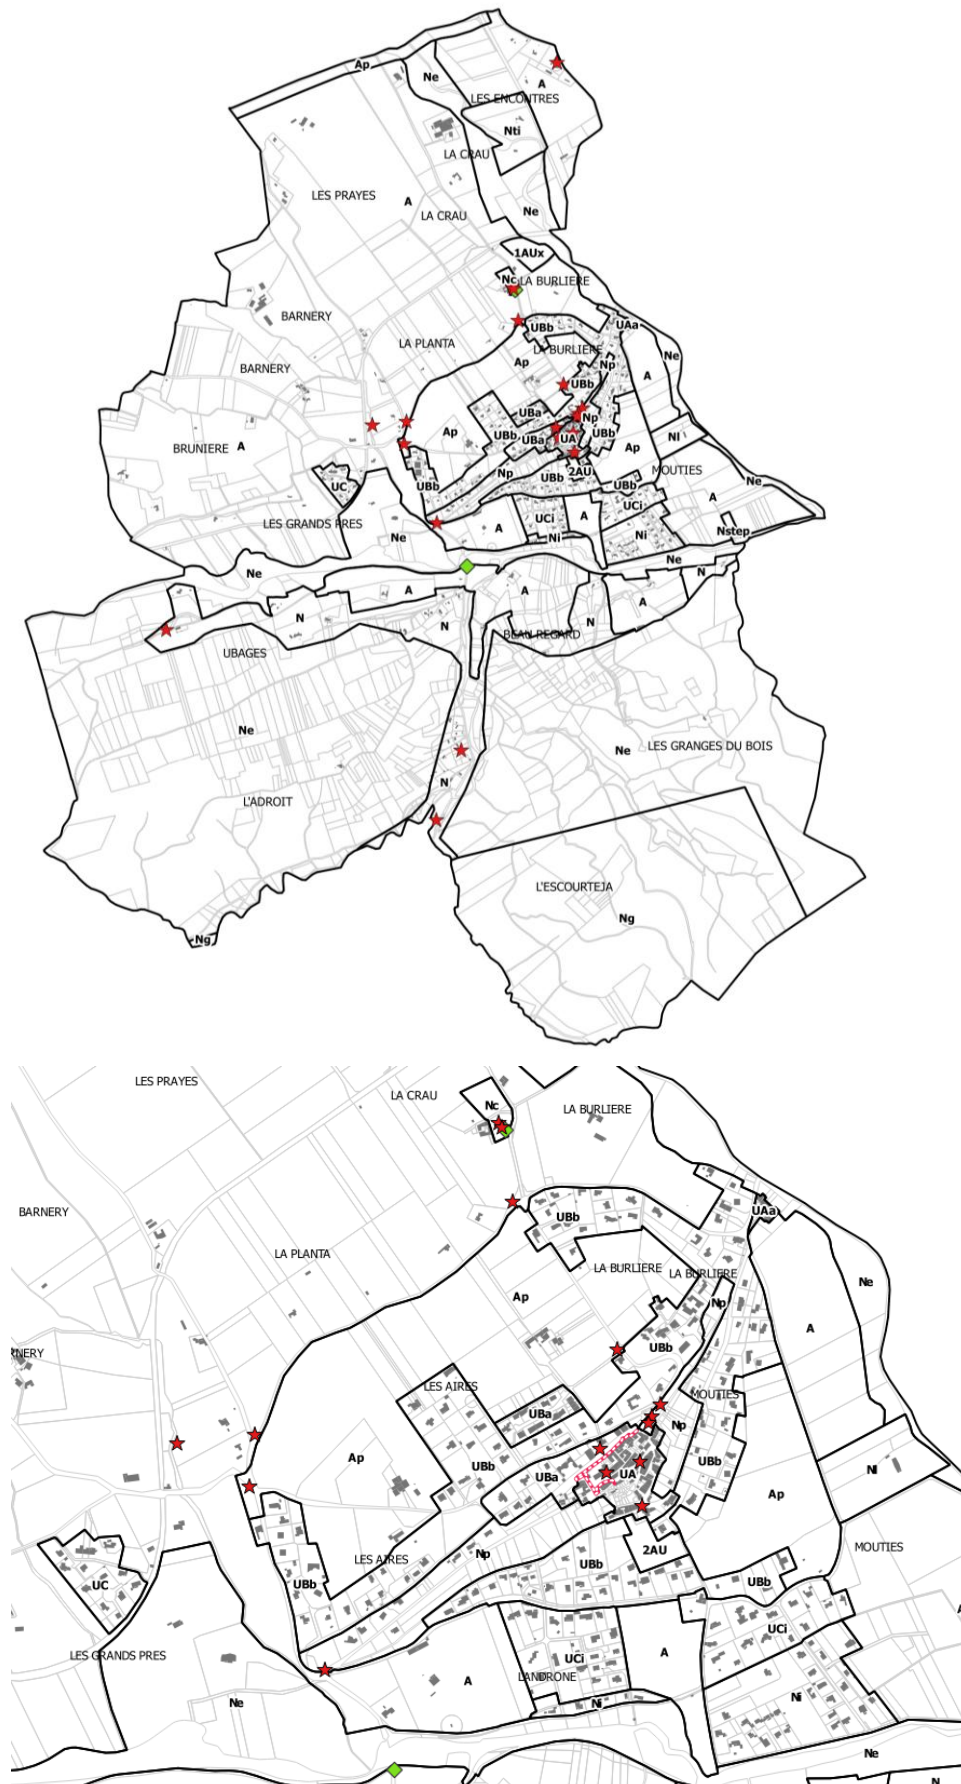 Ap
Ne
A
LES ENCONTRES
Nti
LA CRAU
LES PRAYES
A
LA CRAU
Ne
1AUx
Nc
LA BURLIERE
BARNERY
UAa
UBb
LA PLANTA
LA BURLIERE
Ne
Ap
Np
BARNERY
A
UBb
UBa
Np
Ap
UBb
UBa
UA
UBb
BRUNIERE
A
Ap
NI
MOUTIES
Np
2AU
UBb
UBb
UC
UBb
Ne
A
UCi
UCi
LES GRANDS PRES
A
A
Nstep
Ne
Ni
Ni
Ne
Ne
N
A
A
A
N
N
N
BEAU REGARD
UBAGES
Ne
Ne
LES GRANGES DU BOIS
N
L'ADROIT
L'ESCOURTEJA
Ng
Ng
LES PRAYES
LA CRAU
Nc
LA BURLIERE
BARNERY
UAa
UBb
LA PLANTA
LA BURLIERE
LA BURLIERE
Ne
Ap
Np
A
RNERY
UBb
LES AIRES
MOUTIES
UBa
Np
Ap
UBb
UBa
UA
UBb
NI
Ap
2AU
MOUTIES
Np
LES AIRES
UBb
UBb
UC
UBb
A
UCi
LES GRANDS PRES
UCi
A
A
LANDRONE
Ne
Ni
Ni
Ne
N